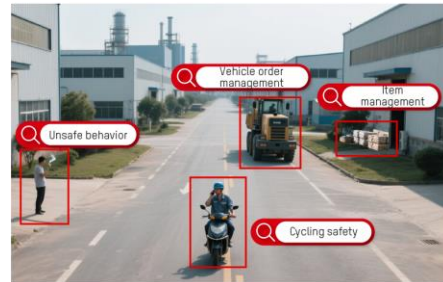 Vehicle order
management
Item
management
Unsafe behavior
Cycling safety